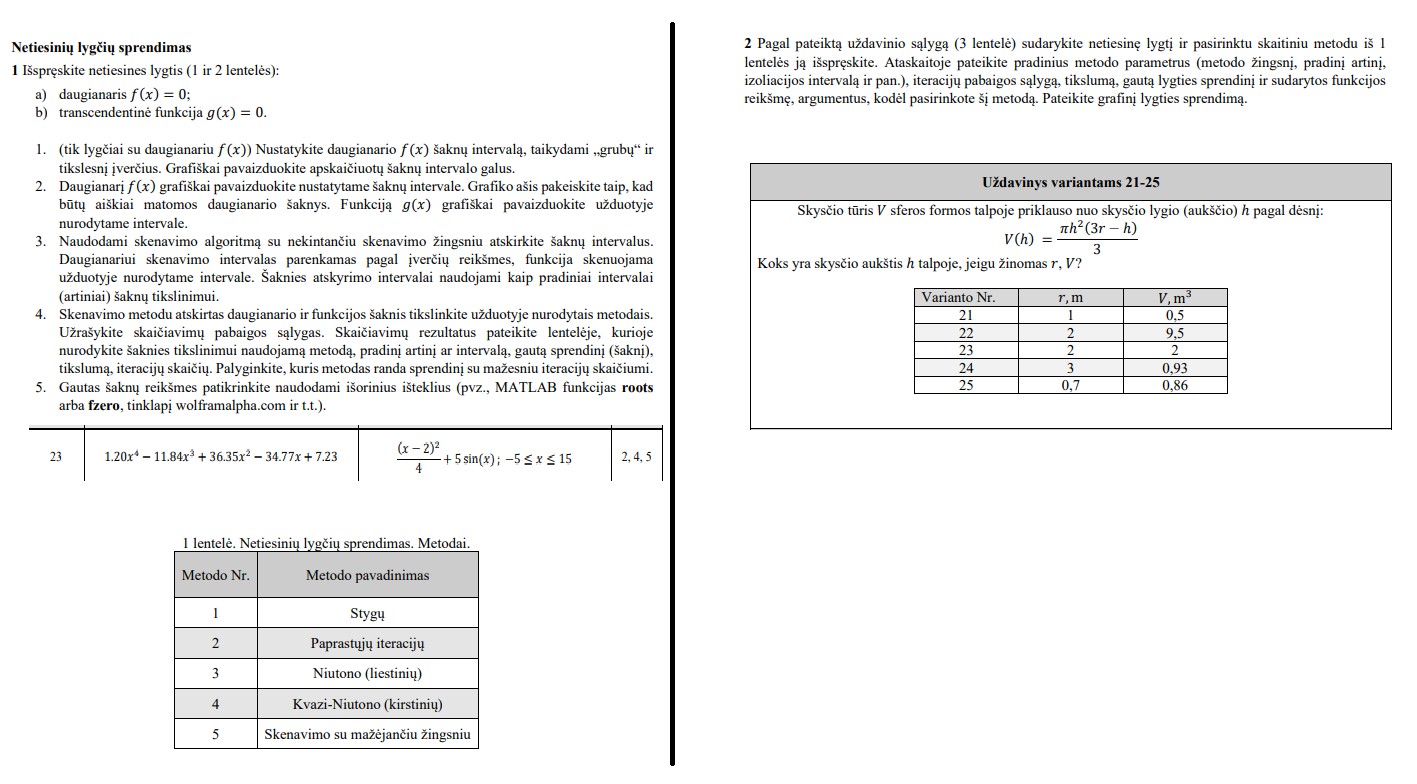 Netiesinių lygčių sprendimas
1 Išspręskite netiesines lygtis (1 ir 2 lentelės):
a) daugianaris f(x) = 0;
b) transcendentinė funkcija g(x) = 0.
1. (tik lygčiai su daugianariu f(x)) Nustatykite daugianario f(x) šaknų intervalą, taikydami „grubų“ ir
tikslesnį įverčius. Grafiškai pavaizduokite apskaičiuotų šaknų intervalo galus.
2. Daugianarį f(x) grafiškai pavaizduokite nustatytame šaknų intervale. Grafiko ašis pakeiskite taip, kad
būtų aiškiai matomos daugianario šaknys. Funkciją g(x) grafiškai pavaizduokite užduotyje
nurodytame intervale.
3. Naudodami skenavimo algoritmą su nekintančiu skenavimo žingsniu atskirkite šaknų intervalus.
Daugianariui skenavimo intervalas parenkamas pagal įverčių reikšmes, funkcija skenuojama
užduotyje nurodytame intervale. Šaknies atskyrimo intervalai naudojami kaip pradiniai intervalai
(artiniai) šaknų tikslinimui.
4. Skenavimo metodu atskirtas daugianario ir funkcijos šaknis tikslinkite užduotyje nurodytais metodais.
Užrašykite skaičiavimų pabaigos sąlygas. Skaičiavimų rezultatus pateikite lentelėje, kurioje
nurodykite šaknies tikslinimui naudojamą metodą, pradinį artinį ar intervalą, gautą sprendinį (šaknį),
tikslumą, iteracijų skaičių. Palyginkite, kuris metodas randa sprendinį su mažesniu iteracijų skaičiumi.
5. Gautas šaknų reikšmes patikrinkite naudodami išorinius išteklius (pvz., MATLAB funkcijas roots
arba fzero, tinklapį wolframalpha.com ir t.t.).
23 1.20x⁴ − 11.84x³ + 36.35x² − 34.77x + 7.23 (x − 2)²/4 + 5 sin(x) ; −5 ≤ x ≤ 15 2, 4, 5
1 lentelė. Netiesinių lygčių sprendimas. Metodai.
Metodo Nr. Metodo pavadinimas
1 Stygų
2 Paprastųjų iteracijų
3 Niutono (liestinių)
4 Kvazi-Niutono (kirstinių)
5 Skenavimo su mažėjančiu žingsniu
2 Pagal pateiktą uždavinio sąlygą (3 lentelė) sudarykite netiesinę lygtį ir pasirinktu skaitiniu metodu iš 1
lentelės ją išspręskite. Ataskaitoje pateikite pradinius metodo parametrus (metodo žingsnį, pradinį artinį,
izoliacijos intervalą ir pan.), iteracijų pabaigos sąlygą, tikslumą, gautą lygties sprendinį ir sudarytos funkcijos
reikšmę, argumentus, kodėl pasirinkote šį metodą. Pateikite grafinį lygties sprendimą.
Uždavinys variantams 21-25
Skysčio tūris V sferos formos talpoje priklauso nuo skysčio lygio (aukščio) h pagal dėsnį:
V(h) = πh²(3r − h)/3
Koks yra skysčio aukštis h talpoje, jeigu žinomas r, V?
Varianto Nr. r, m V, m³
21 1 0,5
22 2 9,5
23 2 2
24 3 0,93
25 0,7 0,86